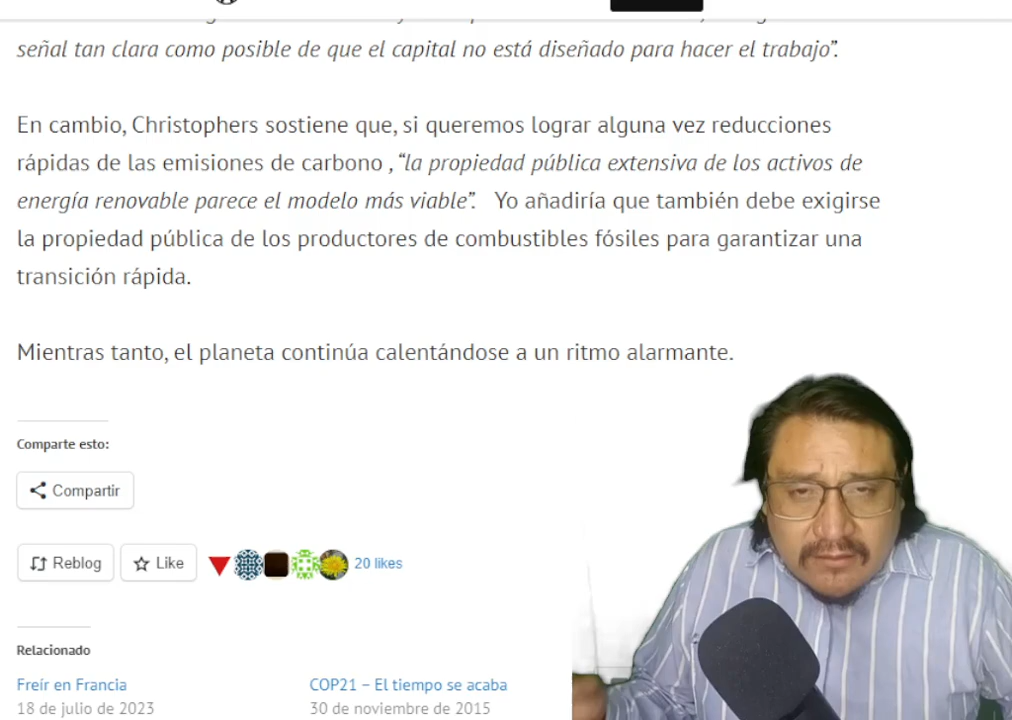 señal tan clara como posible de que el capital no está diseñado para hacer el trabajo”.
En cambio, Christophers sostiene que, si queremos lograr alguna vez reducciones
rápidas de las emisiones de carbono , “la propiedad pública extensiva de los activos de
energía renovable parece el modelo más viable”. Yo añadiría que también debe exigirse
la propiedad pública de los productores de combustibles fósiles para garantizar una
transición rápida.
Mientras tanto, el planeta continúa calentándose a un ritmo alarmante.
Comparte esto:
Compartir
Reblog Like 20 likes
Relacionado
Freír en Francia COP21 – El tiempo se acaba
18 de julio de 2023 30 de noviembre de 2015